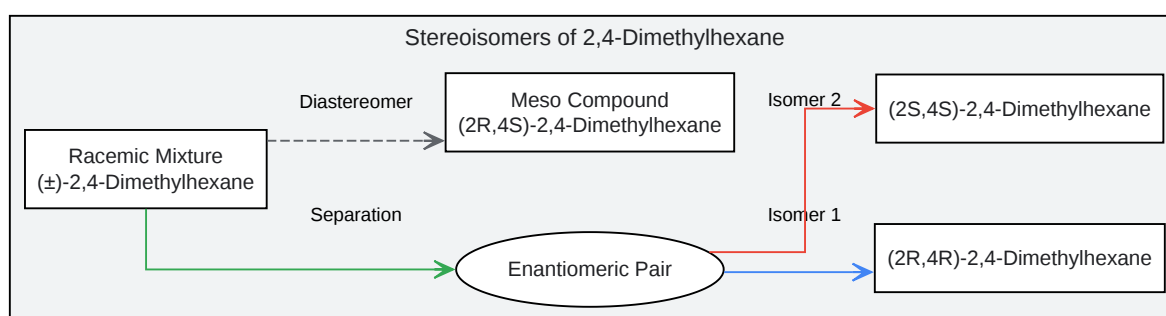 Stereoisomers of 2,4-Dimethylhexane
Diastereomer
Meso Compound
(2R,4S)-2,4-Dimethylhexane
Isomer 2
(2S,4S)-2,4-Dimethylhexane
Racemic Mixture
(±)-2,4-Dimethylhexane
Separation
Isomer 1
Enantiomeric Pair
(2R,4R)-2,4-Dimethylhexane